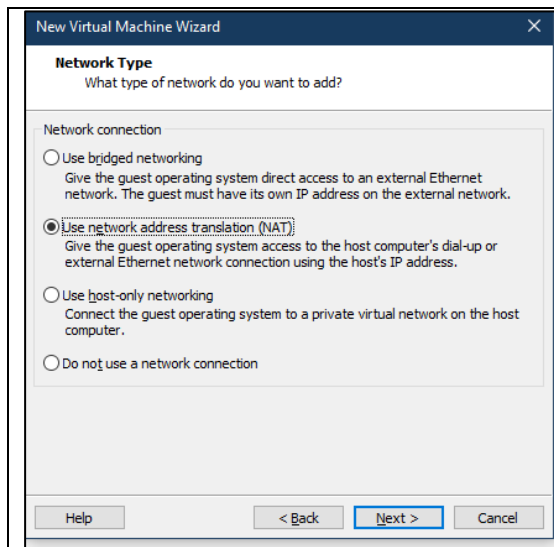 New Virtual Machine Wizard
Network Type
What type of network do you want to add?
Network connection
Use bridged networking
Give the guest operating system direct access to an external Ethernet
network. The guest must have its own IP address on the external network.
Use network address translation (NAT)
Give the guest operating system access to the host computer's dial-up or
external Ethernet network connection using the host's IP address.
Use host-only networking
Connect the guest operating system to a private virtual network on the host
computer.
Do not use a network connection
Help
< Back
Next >
Cancel